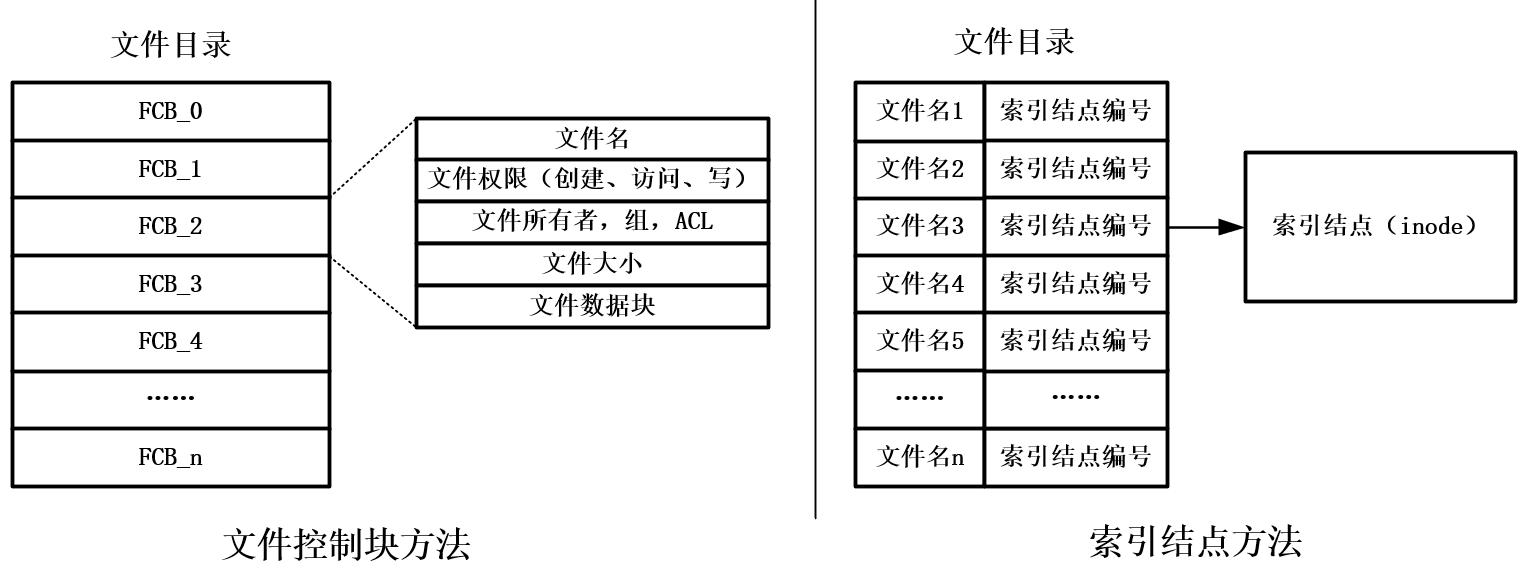 文件目录
FCB_0
FCB_1
FCB_2
FCB_3
FCB_4
……
FCB_n
文件名
文件权限（创建、访问、写）
文件所有者，组，ACL
文件大小
文件数据块
文件控制块方法
文件目录
文件名1 索引结点编号
文件名2 索引结点编号
文件名3 索引结点编号
文件名4 索引结点编号
文件名5 索引结点编号
…… ……
文件名n 索引结点编号
索引结点（inode）
索引结点方法